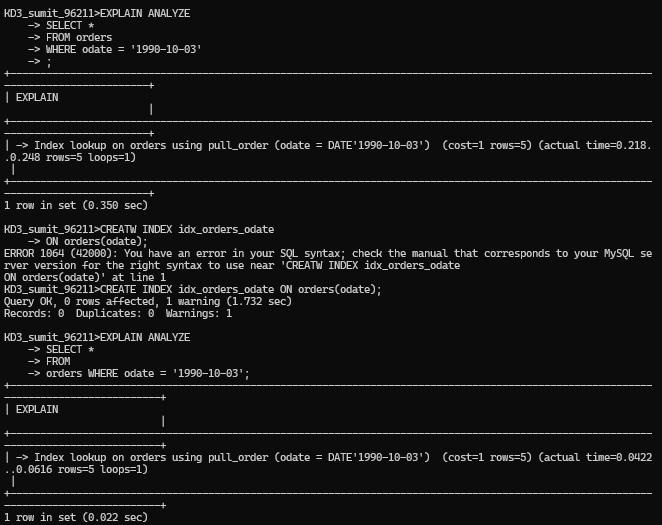 KD3_sumit_96211>EXPLAIN ANALYZE
    -> SELECT *
    -> FROM orders
    -> WHERE odate = '1990-10-03'
    -> ;
+-----------------------------------------------------------------------------------------------------------
------------------------+
| EXPLAIN
                        |
+-----------------------------------------------------------------------------------------------------------
------------------------+
| -> Index lookup on orders using pull_order (odate = DATE'1990-10-03')  (cost=1 rows=5) (actual time=0.218.
.0.248 rows=5 loops=1)
 |
+-----------------------------------------------------------------------------------------------------------
------------------------+
1 row in set (0.350 sec)

KD3_sumit_96211>CREATW INDEX idx_orders_odate
    -> ON orders(odate);
ERROR 1064 (42000): You have an error in your SQL syntax; check the manual that corresponds to your MySQL se
rver version for the right syntax to use near 'CREATW INDEX idx_orders_odate
ON orders(odate)' at line 1
KD3_sumit_96211>CREATE INDEX idx_orders_odate ON orders(odate);
Query OK, 0 rows affected, 1 warning (1.732 sec)
Records: 0  Duplicates: 0  Warnings: 1

KD3_sumit_96211>EXPLAIN ANALYZE
    -> SELECT *
    -> FROM
    -> orders WHERE odate = '1990-10-03';
+-----------------------------------------------------------------------------------------------------------
--------------------------+
| EXPLAIN
                          |
+-----------------------------------------------------------------------------------------------------------
--------------------------+
| -> Index lookup on orders using pull_order (odate = DATE'1990-10-03')  (cost=1 rows=5) (actual time=0.0422
..0.0616 rows=5 loops=1)
 |
+-----------------------------------------------------------------------------------------------------------
--------------------------+
1 row in set (0.022 sec)